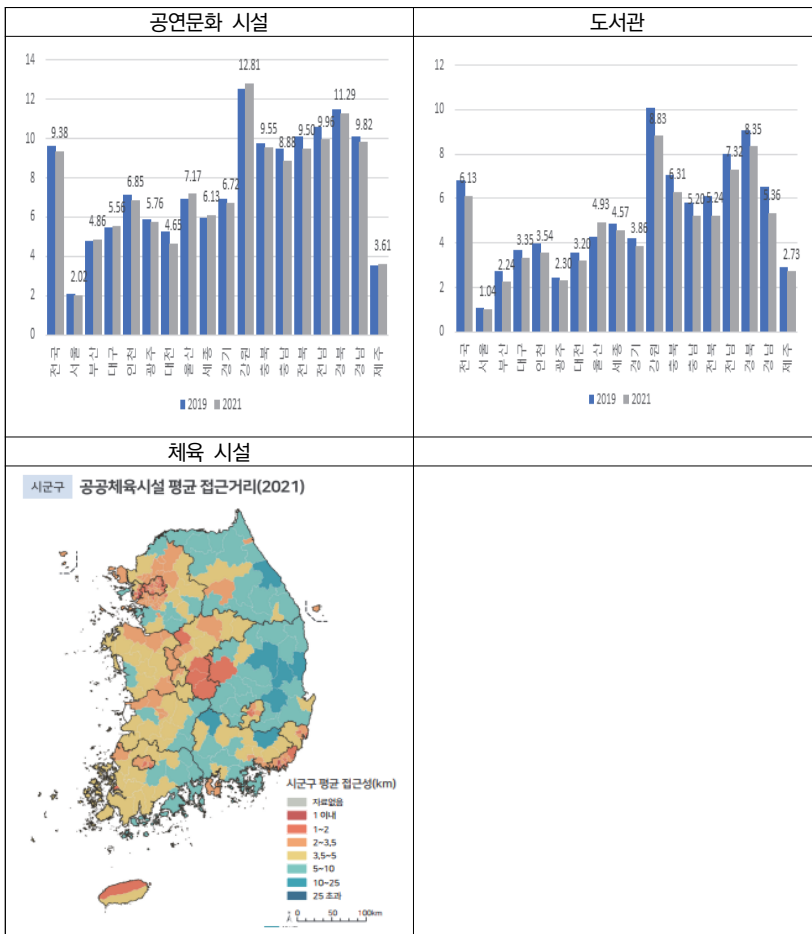 공연문화 시설
도서관
14
12
10
8
6
4
2
0
9.38
2.02
4.86
5.56
6.85
5.76
4.65
7.17
6.13
6.72
12.81
9.55
8.88
9.50
9.96
11.29
9.82
3.61
전국
서울
부산
대구
인천
광주
대전
울산
세종
경기
강원
충북
충남
전북
전남
경북
경남
제주
2019 2021
12
10
8
6
4
2
0
6.13
1.04
2.24
3.35
3.54
2.30
3.20
4.93
4.57
3.86
8.83
6.31
5.20
5.24
7.32
8.35
5.36
2.73
전국
서울
부산
대구
인천
광주
대전
울산
세종
경기
강원
충북
충남
전북
전남
경북
경남
제주
2019 2021
체육 시설
시군구 공공체육시설 평균 접근거리(2021)
시군구 평균 접근성(km)
자료없음
1 이내
1~2
2~3.5
3.5~5
5~10
10~25
25 초과
0 50 100km